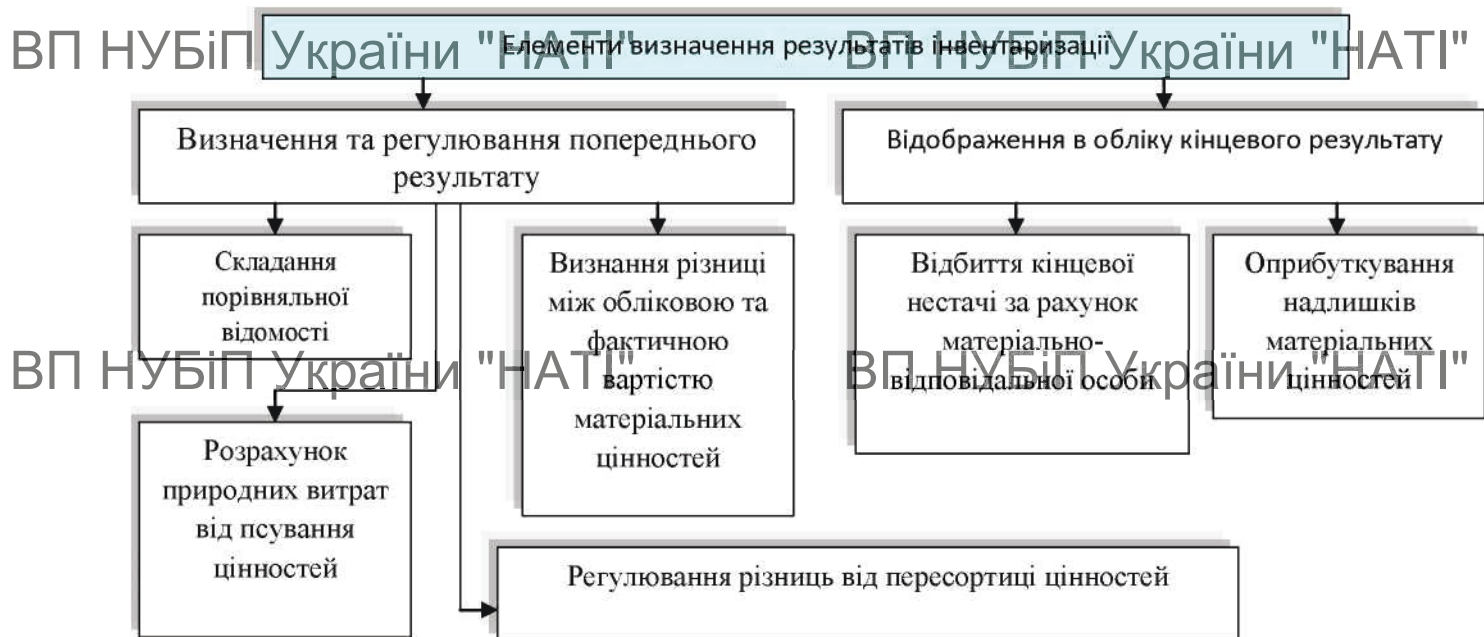 ВП НУБіП України "НАТІ" ВП НУБіП України "НАТІ"
Елементи визначення результатів інвентаризації
Визначення та регулювання попереднього
результату
Відображення в обліку кінцевого результату
Складання
порівняльної
відомості
Визнання різниці
між обліковою та
фактичною
вартістю
матеріальних
цінностей
Відбиття кінцевої
нестачі за рахунок
матеріально-
відповідальної особи
Оприбуткування
надлишків
матеріальних
цінностей
ВП НУБіП України "НАТІ" ВП НУБіП України "НАТІ"
Розрахунок
природних витрат
від псування
цінностей
Регулювання різниць від пересортиці цінностей